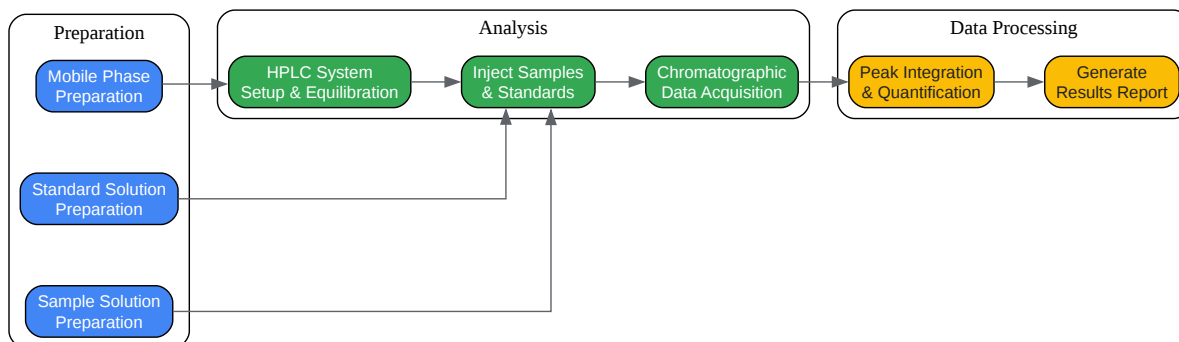 Preparation
Mobile Phase
Preparation
Standard Solution
Preparation
Sample Solution
Preparation
Analysis
HPLC System
Setup & Equilibration
Inject Samples
& Standards
Chromatographic
Data Acquisition
Data Processing
Peak Integration
& Quantification
Generate
Results Report